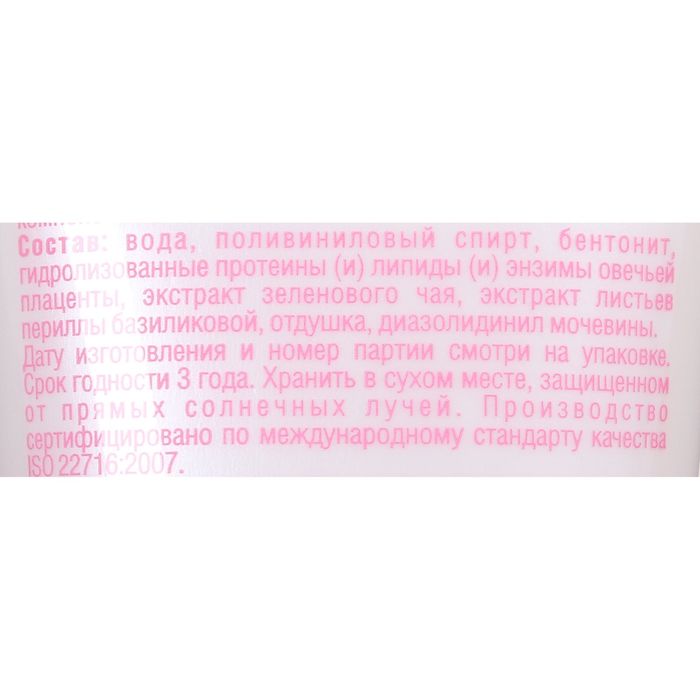 Состав: вода, поливиниловый спирт, бентонит,
гидролизованные протеины (и) липиды (и) энзимы овечьей
плаценты, экстракт зеленового чая, экстракт листьев
периллы базиликовой, отдушка, диазолидинил мочевины.
Дату изготовления и номер партии смотри на упаковке.
Срок годности 3 года. Хранить в сухом месте, защищенном
от прямых солнечных лучей. Производство
сертифицировано по международному стандарту качества
ISO 22716:2007.